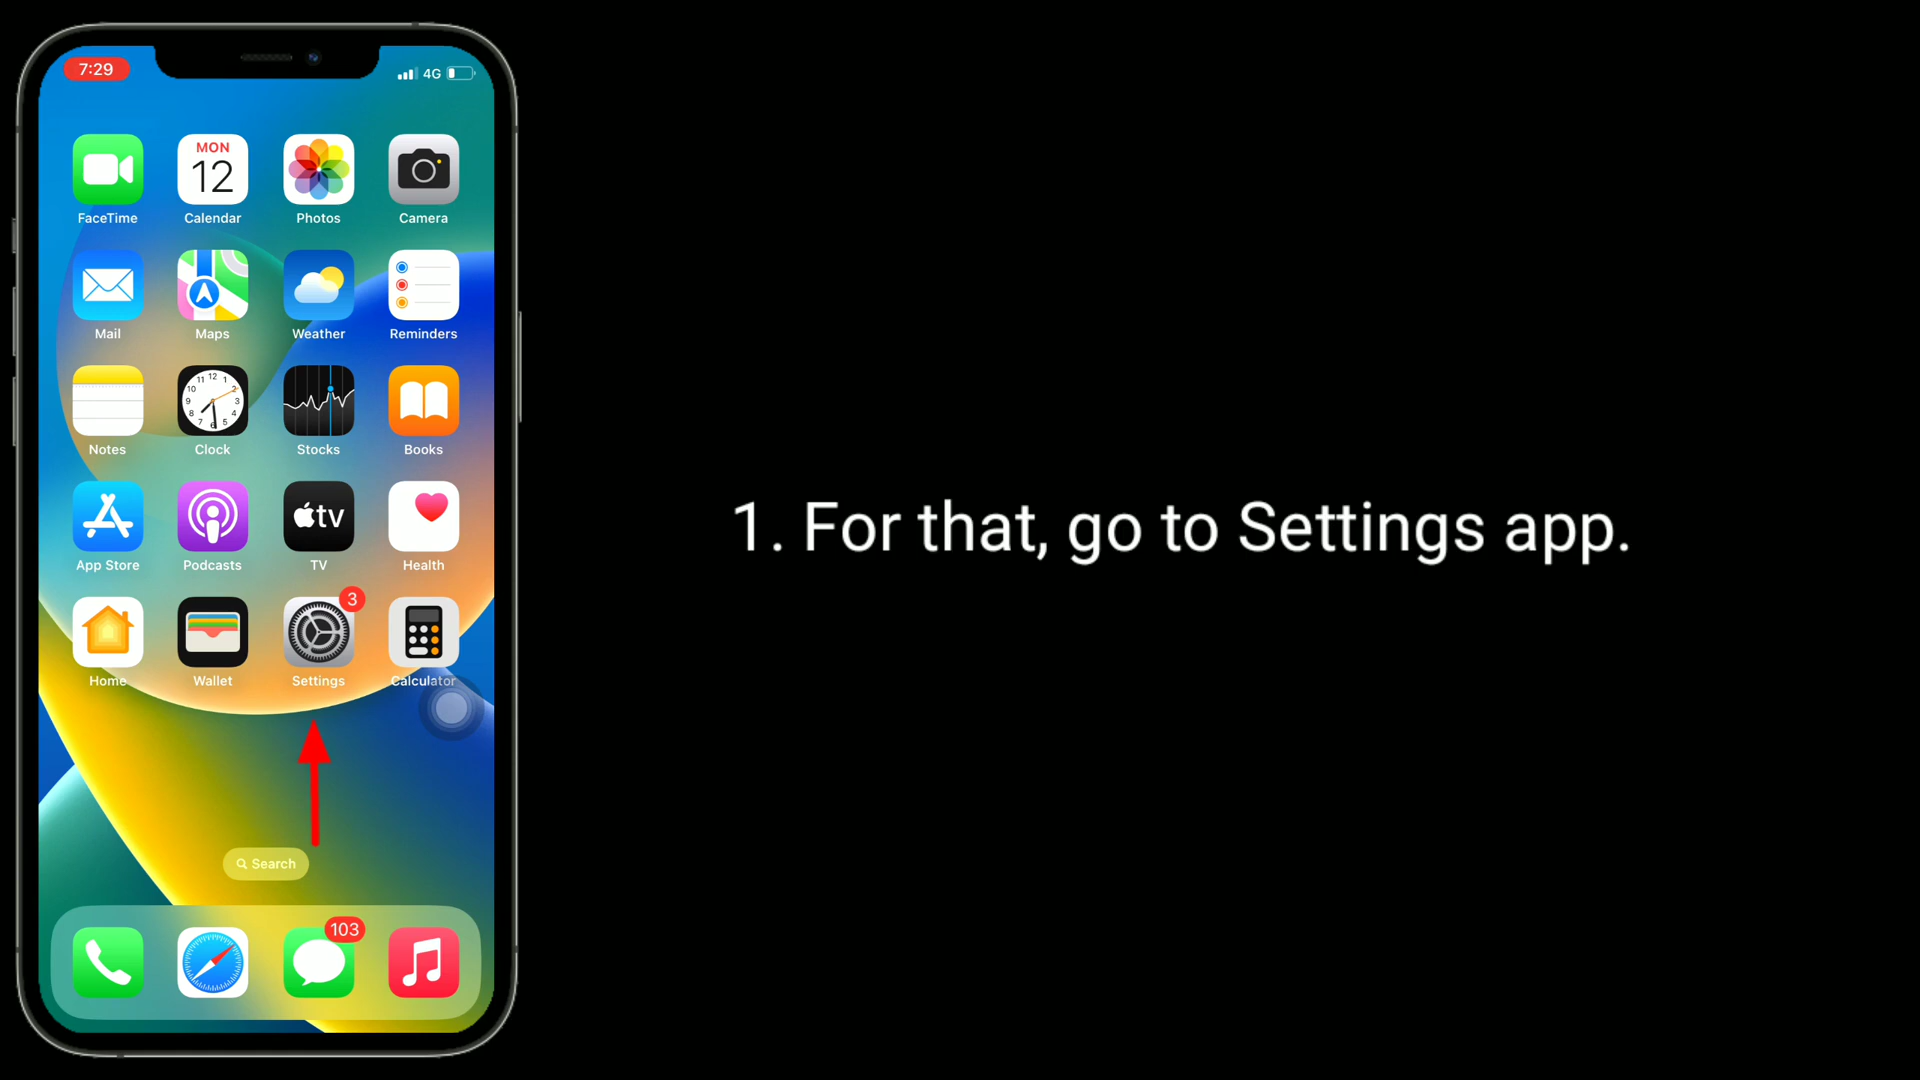 7:29
4G
MON
12
FaceTime
Calendar
Photos
Camera
Mail
Maps
Weather
Reminders
Notes
Clock
Stocks
Books
tv
App Store
Podcasts
TV
Health
3
Home
Wallet
Settings
Calculator
Search
103
1. For that, go to Settings app.